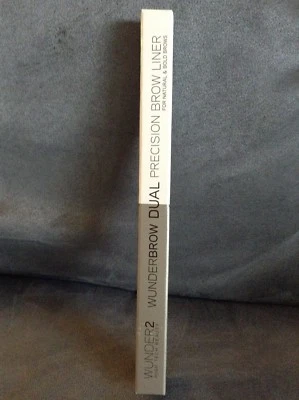 WUNDER2
WUNDERBROW DUAL PRECISION BROW LINER
FOR NATURAL & BOLD BROWS